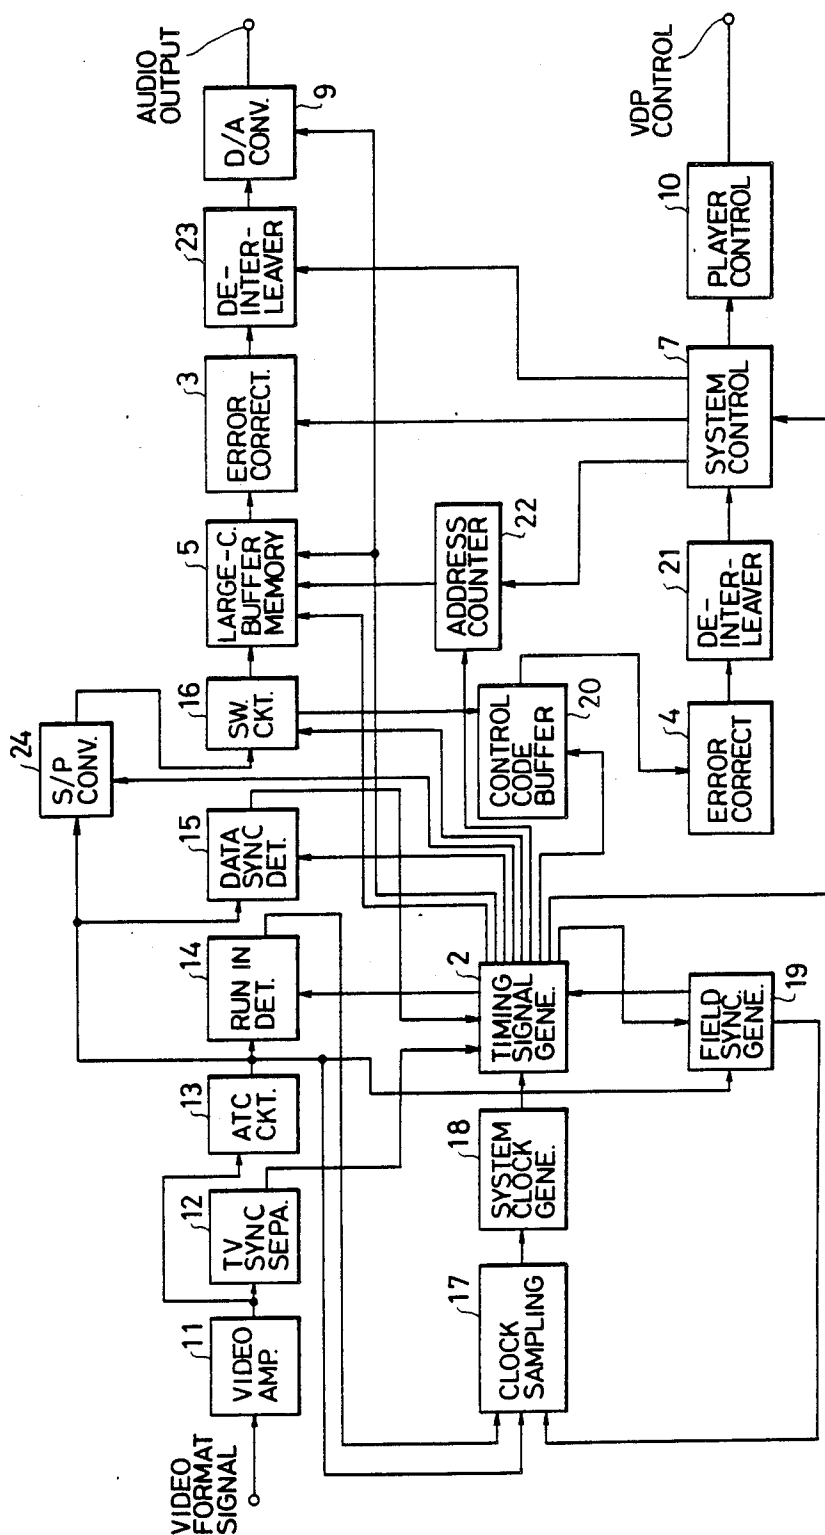 VIDEO
FORMAT
SIGNAL
11
VIDEO
AMP.
12
TV
SYNC
SEPA.
13
ATC
CKT.
14
RUN IN
DET.
15
DATA
SYNC
DET.
24
S/P
CONV.
16
SW.
CKT.
5
LARGE-C.
BUFFER
MEMORY
3
ERROR
CORRECT.
23
DE-
INTER-
LEAVER
D/A
CONV.
9
AUDIO
OUTPUT
17
CLOCK
SAMPLING
18
SYSTEM
CLOCK
GENE.
2
TIMING
SIGNAL
GENE.
CONTROL
CODE
BUFFER
20
ADDRESS
COUNTER
22
FIELD
SYNC.
GENE.
19
4
ERROR
CORRECT
21
DE-
INTER-
LEAVER
7
SYSTEM
CONTROL
10
PLAYER
CONTROL
VDP
CONTROL